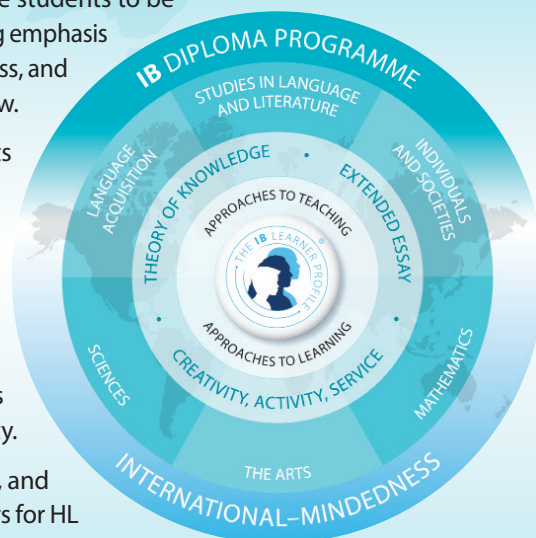 e students to be
g emphasis
ss, and
w.
ts
s
ty.
, and
s for HL
IB DIPLOMA PROGRAMME
STUDIES IN LANGUAGE
AND LITERATURE
LANGUAGE
ACQUISITION
INDIVIDUALS
AND SOCIETIES
THEORY OF KNOWLEDGE
•
EXTENDED ESSAY
•
APPROACHES TO TEACHING
THE IB LEARNER PROFILE
®
APPROACHES TO LEARNING
•
CREATIVITY, ACTIVITY, SERVICE
SCIENCES
MATHEMATICS
THE ARTS
INTERNATIONAL–MINDEDNESS